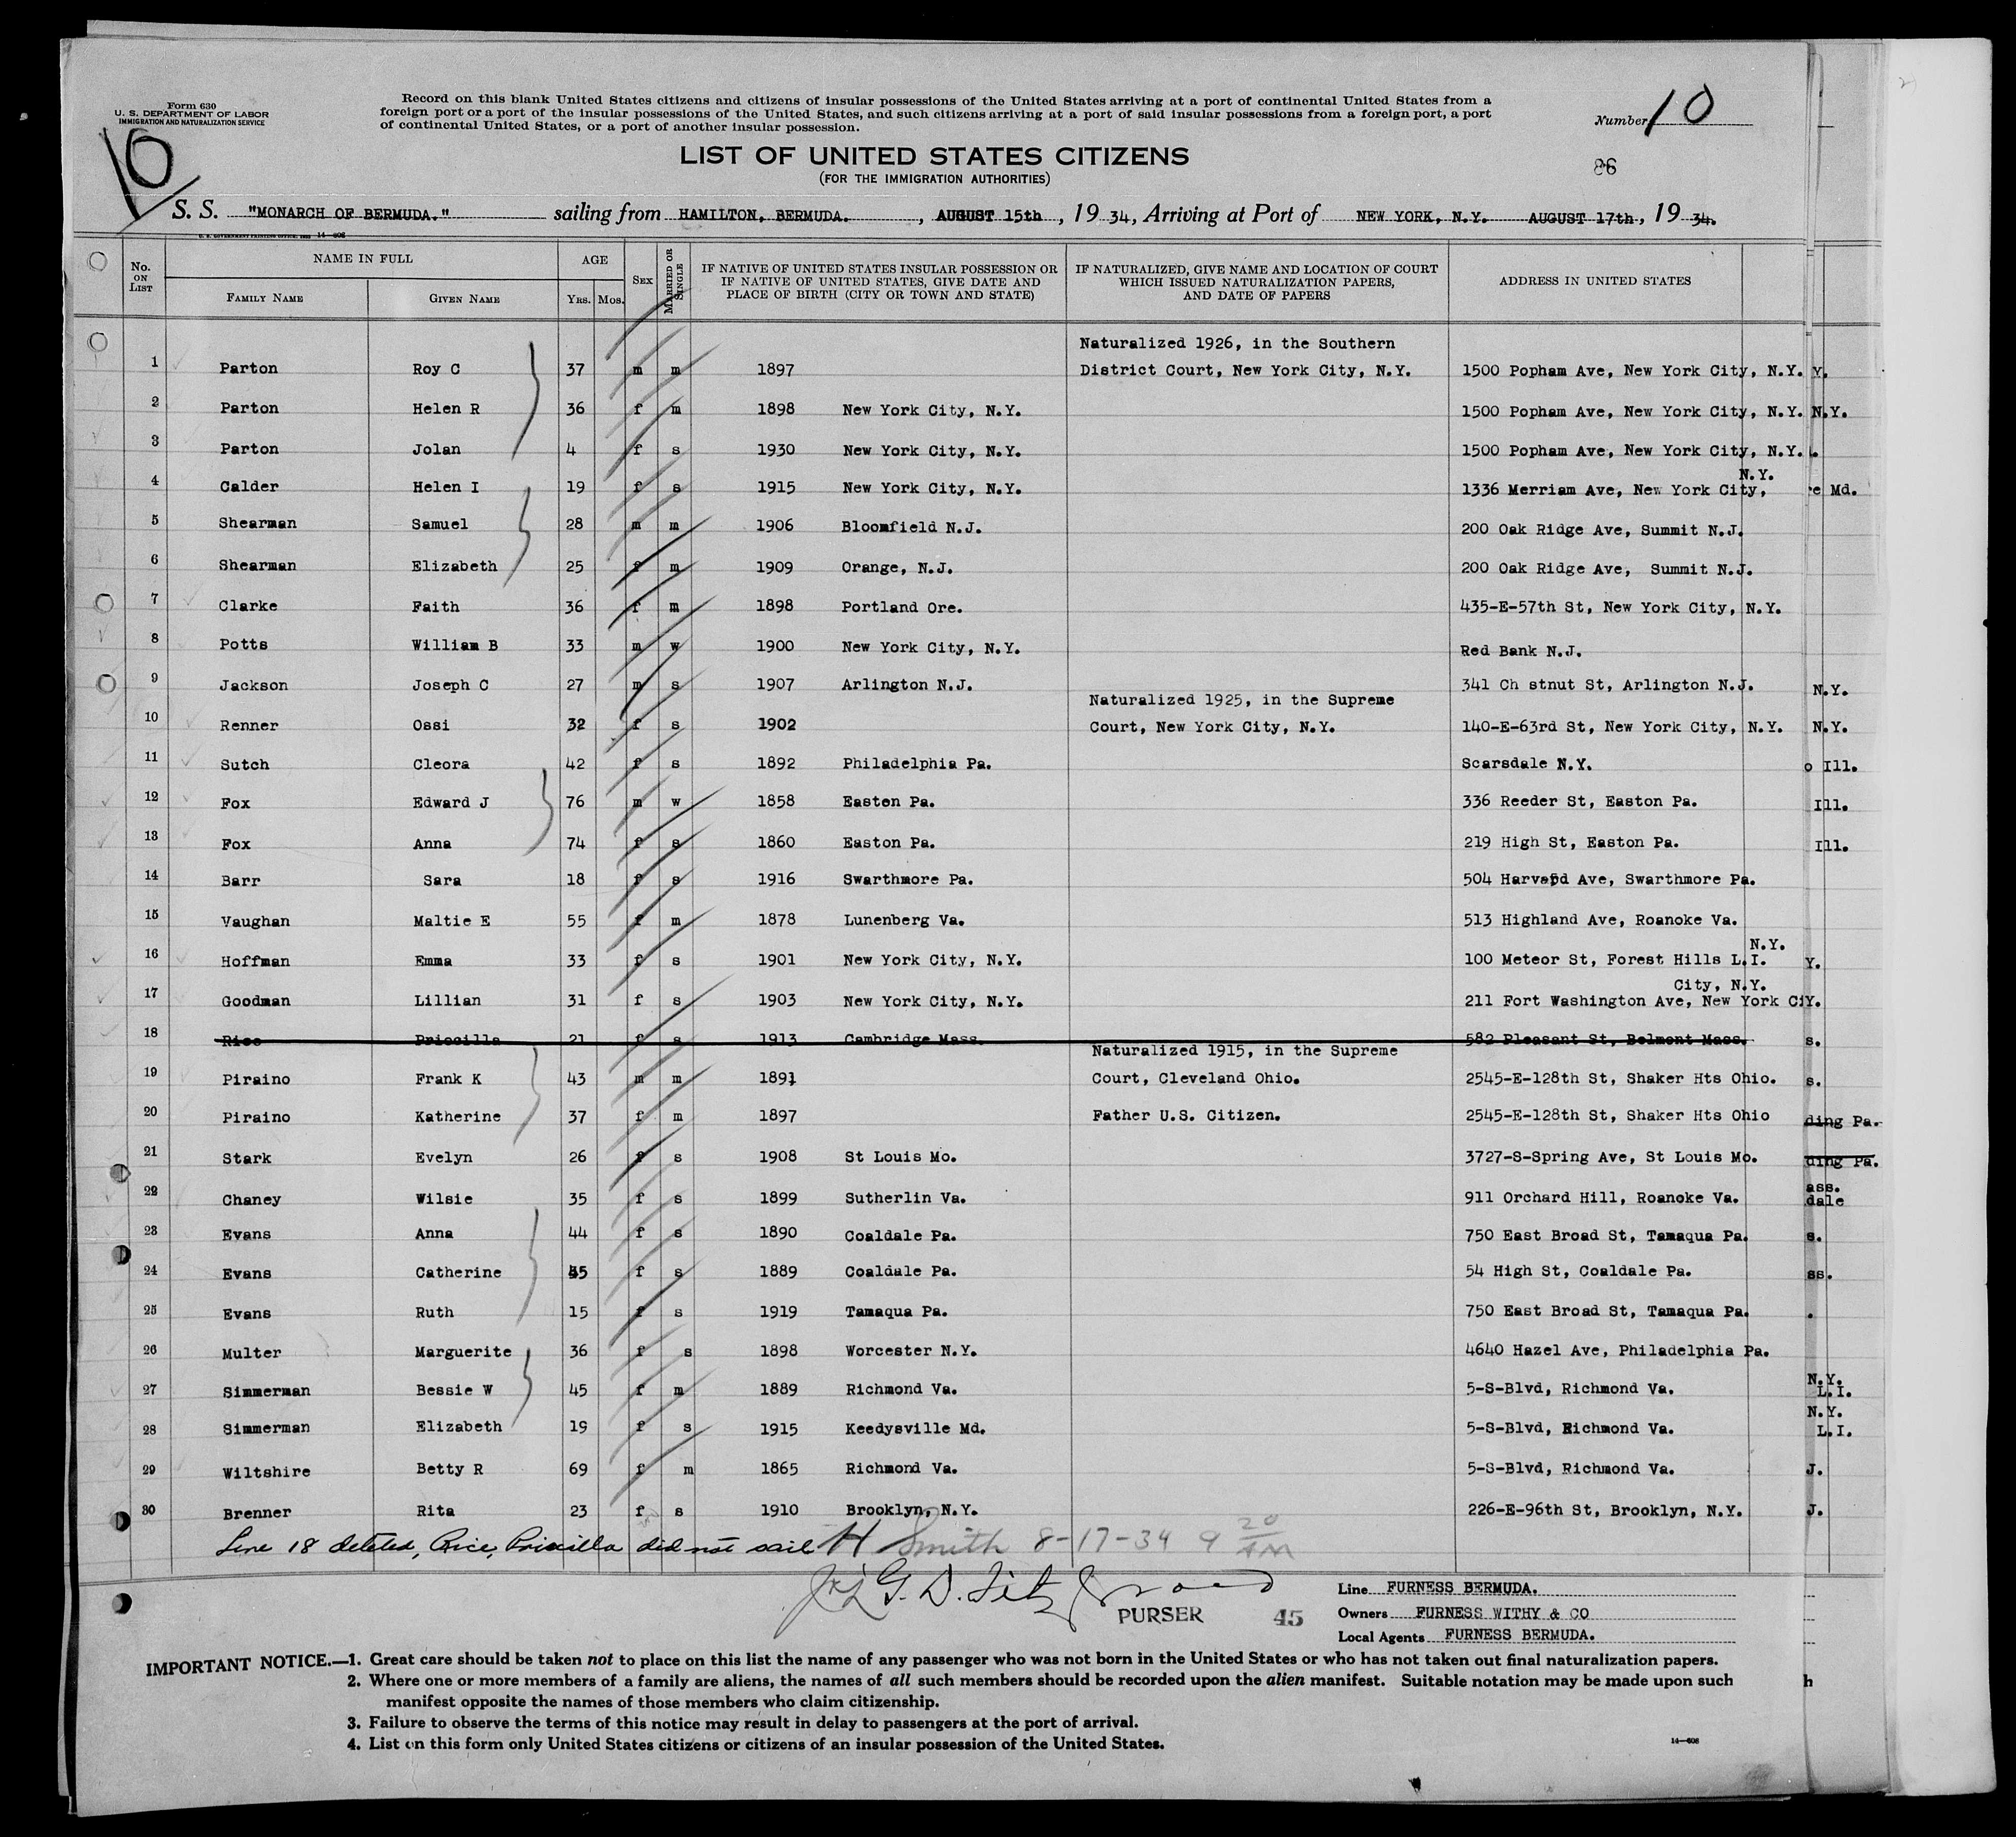 Form 630
U. S. DEPARTMENT OF LABOR
IMMIGRATION AND NATURALIZATION SERVICE
Record on this blank United States citizens and citizens of insular possessions of the United States arriving at a port of continental United States from a
foreign port or a port of the insular possessions of the United States, and such citizens arriving at a port of said insular possessions from a foreign port, a port
of continental United States, or a port of another insular possession.
Number 10
10
LIST OF UNITED STATES CITIZENS
(FOR THE IMMIGRATION AUTHORITIES)
86
S. S. "MONARCH OF BERMUDA." sailing from HAMILTON, BERMUDA. , AUGUST 15th , 19 34, Arriving at Port of NEW YORK, N.Y. AUGUST 17th, 19 34.
U. S. GOVERNMENT PRINTING OFFICE: 14—608
No. ON LIST NAME IN FULL AGE SEX MARRIED OR SINGLE IF NATIVE OF UNITED STATES INSULAR POSSESSION OR IF NATIVE OF UNITED STATES, GIVE DATE AND PLACE OF BIRTH (CITY OR TOWN AND STATE) IF NATURALIZED, GIVE NAME AND LOCATION OF COURT WHICH ISSUED NATURALIZATION PAPERS, AND DATE OF PAPERS ADDRESS IN UNITED STATES
FAMILY NAME GIVEN NAME YRS. MOS.
Naturalized 1926, in the Southern
1 Parton Roy C 37 m m 1897 District Court, New York City, N.Y. 1500 Popham Ave, New York City, N.Y. Y.
2 Parton Helen R 36 f m 1898 New York City, N.Y. 1500 Popham Ave, New York City, N.Y. N.Y.
3 Parton Jolan 4 f s 1930 New York City, N.Y. 1500 Popham Ave, New York City, N.Y.
N.Y.
4 Calder Helen I 19 f s 1915 New York City, N.Y. 1336 Merriam Ave, New York City, e Md.
5 Shearman Samuel 28 m m 1906 Bloomfield N.J. 200 Oak Ridge Ave, Summit N.J.
6 Shearman Elizabeth 25 f m 1909 Orange, N.J. 200 Oak Ridge Ave, Summit N.J.
7 Clarke Faith 36 f m 1898 Portland Ore. 435-E-57th St, New York City, N.Y.
8 Potts William B 33 m w 1900 New York City, N.Y. Red Bank N.J.
9 Jackson Joseph C 27 m s 1907 Arlington N.J. 341 Ch stnut St, Arlington N.J. N.Y.
Naturalized 1925, in the Supreme
10 Renner Ossi 32 f s 1902 Court, New York City, N.Y. 140-E-63rd St, New York City, N.Y. N.Y.
11 Sutch Cleora 42 f s 1892 Philadelphia Pa. Scarsdale N.Y. o Ill.
12 Fox Edward J 76 m w 1858 Easton Pa. 336 Reeder St, Easton Pa. Ill.
13 Fox Anna 74 f s 1860 Easton Pa. 219 High St, Easton Pa. Ill.
14 Barr Sara 18 f s 1916 Swarthmore Pa. 504 Harvard Ave, Swarthmore Pa.
15 Vaughan Maltie E 55 f m 1878 Lunenberg Va. 513 Highland Ave, Roanoke Va.
N.Y.
16 Hoffman Emma 33 f s 1901 New York City, N.Y. 100 Meteor St, Forest Hills L.I. Y.
City, N.Y.
17 Goodman Lillian 31 f s 1903 New York City, N.Y. 211 Fort Washington Ave, New York Ci Y.
18 Rice Priscilla 21 f s 1913 Cambridge Mass. 582 Pleasant St, Belmont Mass. s.
Naturalized 1915, in the Supreme
19 Piraino Frank K 43 m m 1891 Court, Cleveland Ohio. 2545-E-128th St, Shaker Hts Ohio. s.
20 Piraino Katherine 37 f m 1897 Father U.S. Citizen. 2545-E-128th St, Shaker Hts Ohio ding Pa.
21 Stark Evelyn 26 f s 1908 St Louis Mo. 3727-S-Spring Ave, St Louis Mo. ding Pa.
ass.
22 Chaney Wilsie 35 f s 1899 Sutherlin Va. 911 Orchard Hill, Roanoke Va. dale
23 Evans Anna 44 f s 1890 Coaldale Pa. 750 East Broad St, Tamaqua Pa. s.
24 Evans Catherine 45 f s 1889 Coaldale Pa. 54 High St, Coaldale Pa. ss.
25 Evans Ruth 15 f s 1919 Tamaqua Pa. 750 East Broad St, Tamaqua Pa. .
26 Multer Marguerite 36 f s 1898 Worcester N.Y. 4640 Hazel Ave, Philadelphia Pa.
N.Y.
27 Simmerman Bessie W 45 f m 1889 Richmond Va. 5-S-Blvd, Richmond Va. L.I.
N.Y.
28 Simmerman Elizabeth 19 f s 1915 Keedysville Md. 5-S-Blvd, Richmond Va. L.I.
29 Wiltshire Betty R 69 f m 1865 Richmond Va. 5-S-Blvd, Richmond Va. J.
30 Brenner Rita 23 f s 1910 Brooklyn, N.Y. 226-E-96th St, Brooklyn, N.Y. J.
Line 18 deleted, Rice, Priscilla did not sail H Smith 8-17-34 9 20 AM
G. D.
PURSER 45
Line FURNESS BERMUDA.
Owners FURNESS WITHY & CO
Local Agents FURNESS BERMUDA.
IMPORTANT NOTICE.—1. Great care should be taken not to place on this list the name of any passenger who was not born in the United States or who has not taken out final naturalization papers.
2. Where one or more members of a family are aliens, the names of all such members should be recorded upon the alien manifest. Suitable notation may be made upon such h
manifest opposite the names of those members who claim citizenship.
3. Failure to observe the terms of this notice may result in delay to passengers at the port of arrival.
4. List on this form only United States citizens or citizens of an insular possession of the United States.
14—608